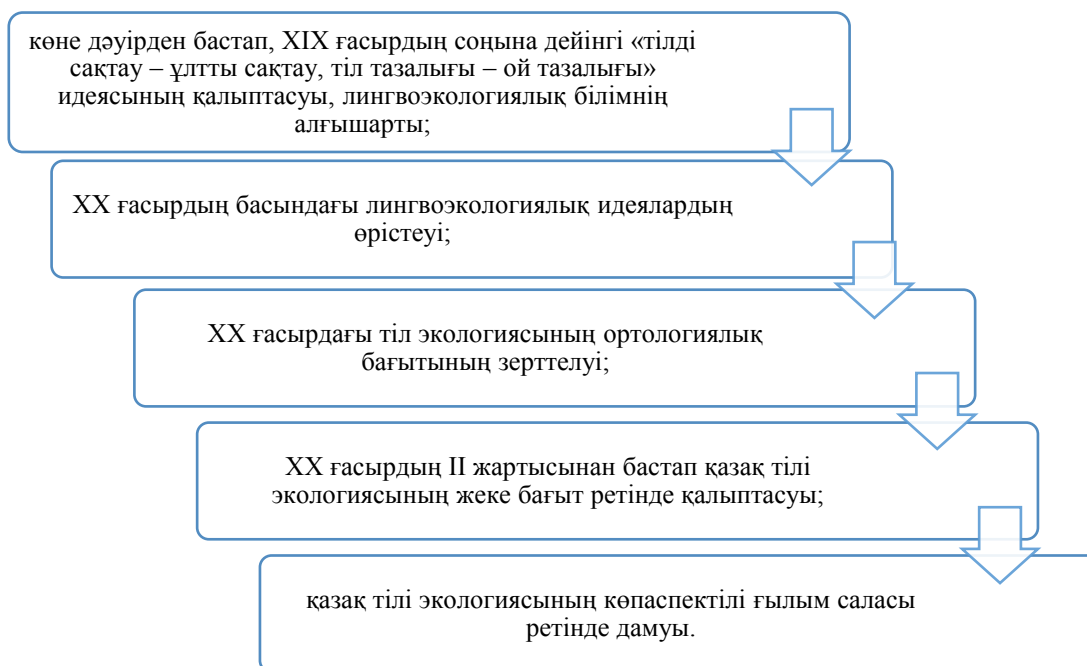 көне дәуірден бастап, XIX ғасырдың соңына дейінгі «тілді
сақтау – ұлтты сақтау, тіл тазалығы – ой тазалығы»
идеясының қалыптасуы, лингвоэкологиялық білімнің
алғышарты;
XX ғасырдың басындағы лингвоэкологиялық идеялардың
өрістеуі;
XX ғасырдағы тіл экологиясының ортологиялық
бағытының зерттелуі;
XX ғасырдың II жартысынан бастап қазақ тілі
экологиясының жеке бағыт ретінде қалыптасуы;
қазақ тілі экологиясының көпаспектілі ғылым саласы
ретінде дамуы.